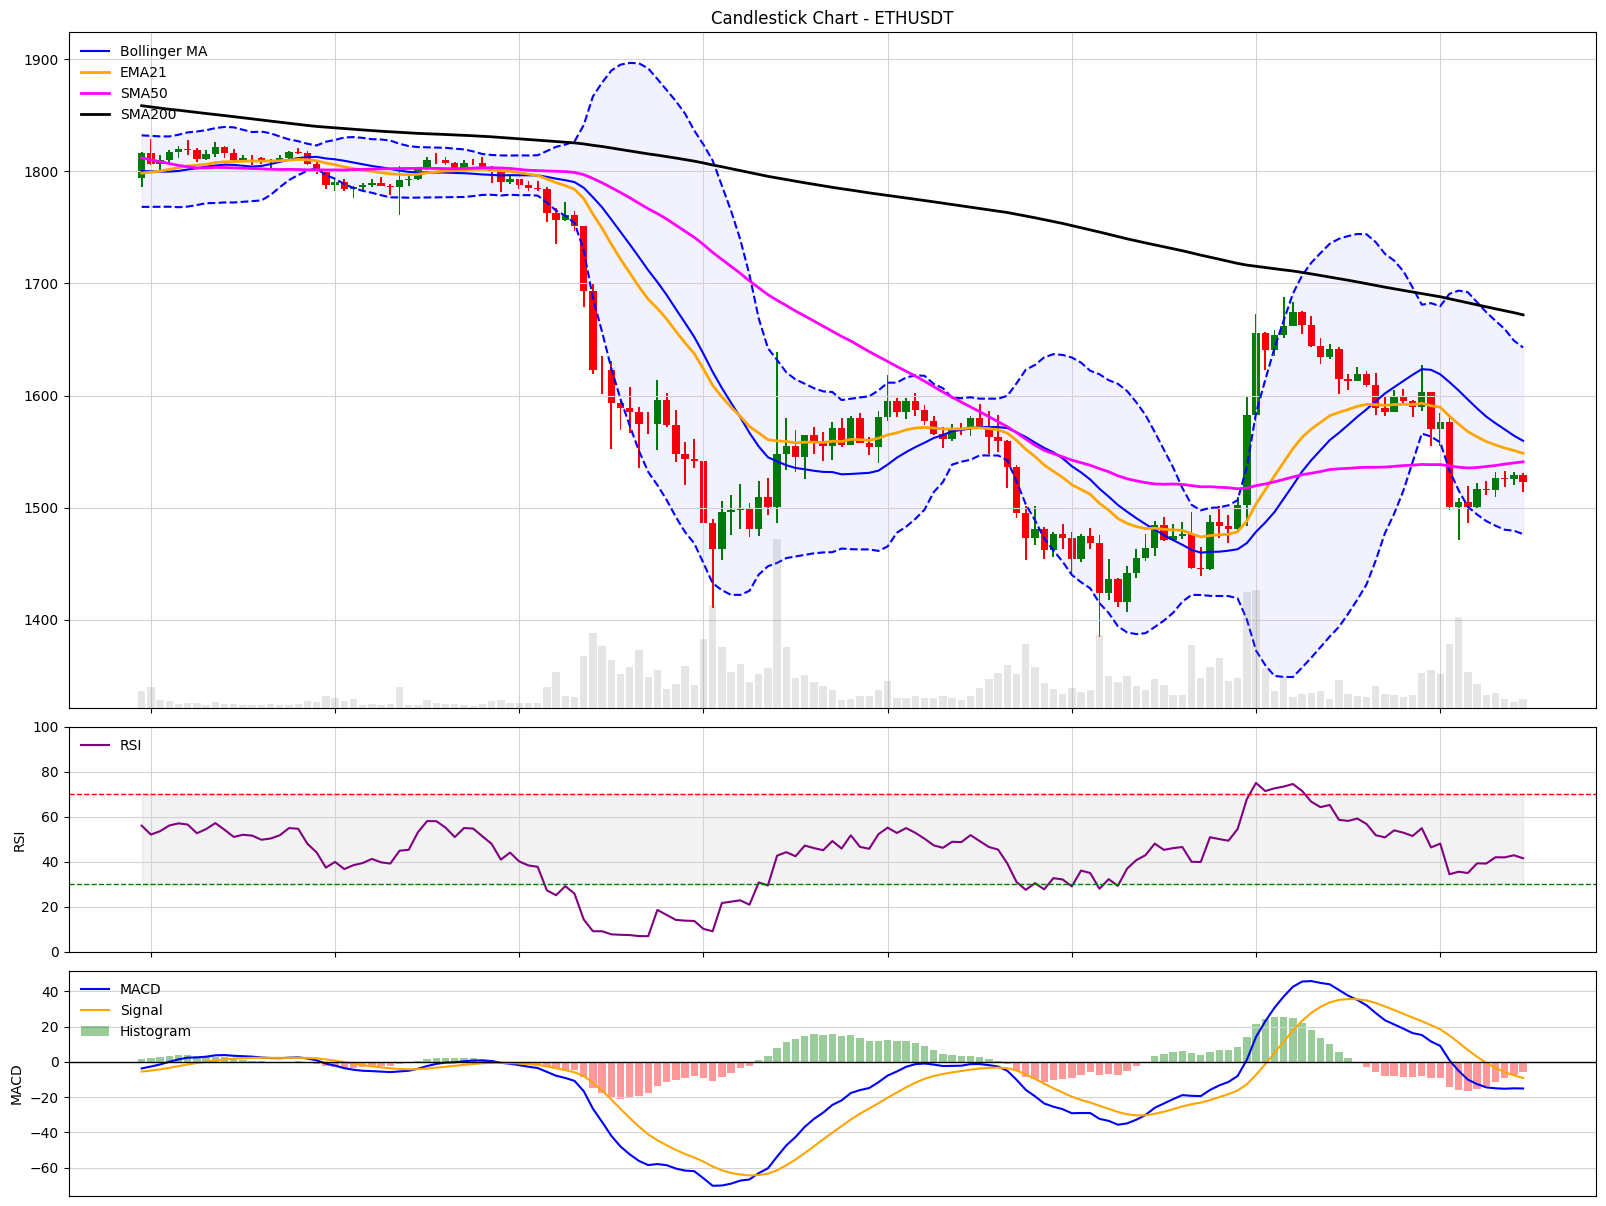 Candlestick Chart - ETHUSDT
Bollinger MA
EMA21
SMA50
SMA200
1900
1800
1700
1600
1500
1400
RSI
100
80
60
40
20
0
RSI
MACD
Signal
Histogram
40
20
0
−20
−40
−60
MACD